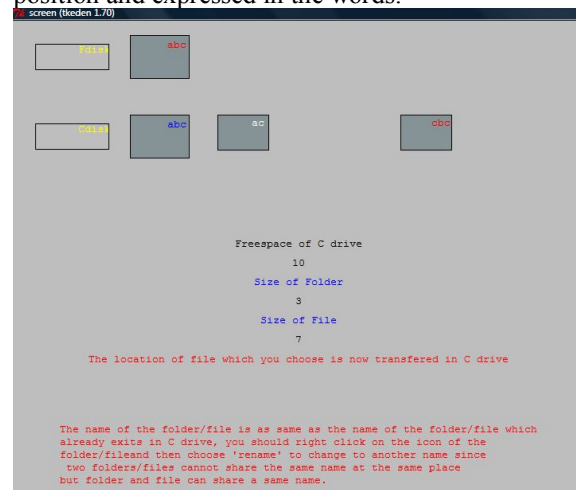 position and expressed in the words.
screen (tkeden 1.70)
Fdisk abc
Cdisk abc ac cbc
Freespace of C drive
10
Size of Folder
3
Size of File
7
The location of file which you choose is now transfered in C drive
The name of the folder/file is as same as the name of the folder/file which
already exits in C drive, you should right click on the icon of the
folder/fileand then choose 'rename' to change to another name since
two folders/files cannot share the same name at the same place
but folder and file can share a same name.